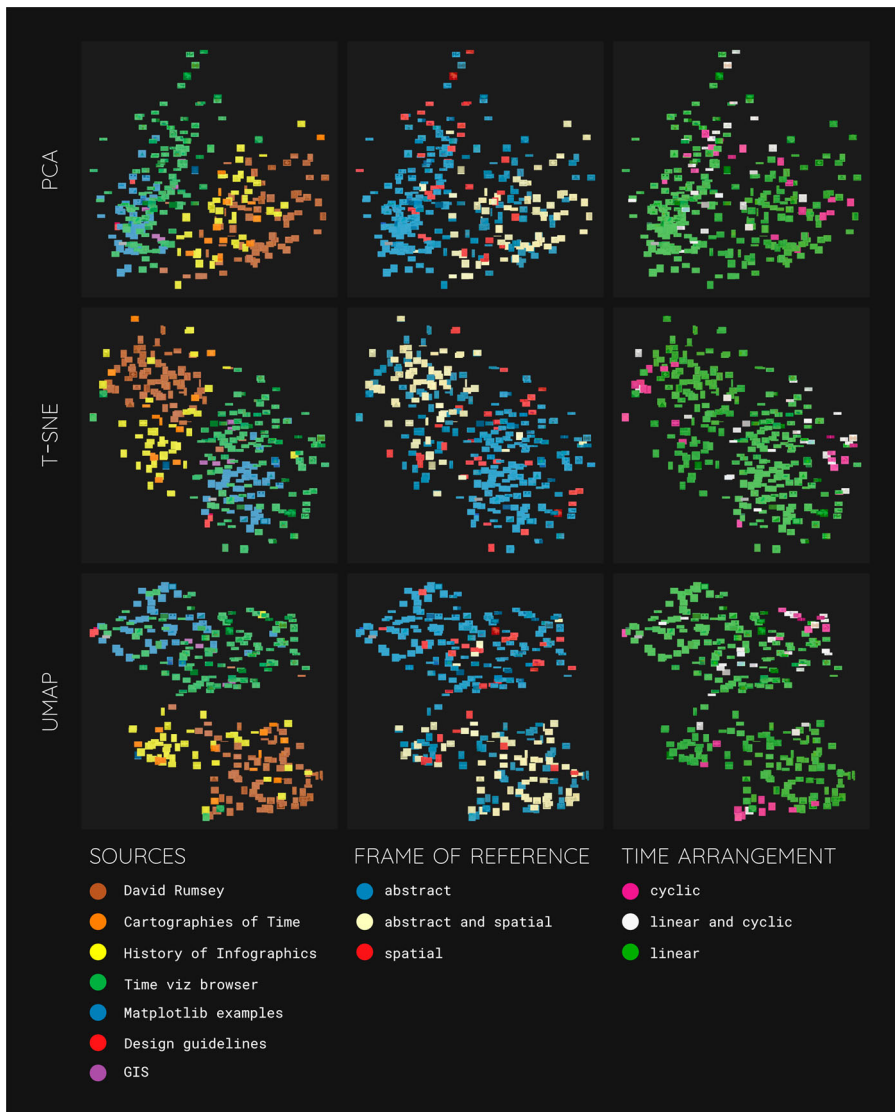 PCA
T-SNE
UMAP
SOURCES
David Rumsey
Cartographies of Time
History of Infographics
Time viz browser
Matplotlib examples
Design guidelines
GIS
FRAME OF REFERENCE
abstract
abstract and spatial
spatial
TIME ARRANGEMENT
cyclic
linear and cyclic
linear